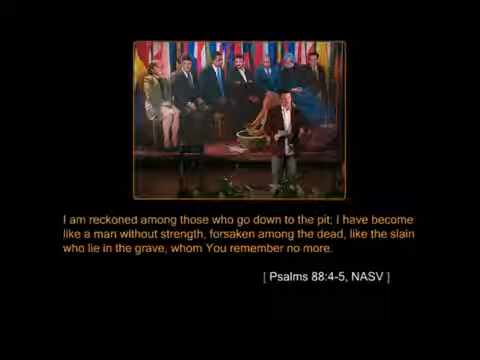 I am reckoned among those who go down to the pit; I have become
like a man without strength, forsaken among the dead, like the slain
who lie in the grave, whom You remember no more.
[ Psalms 88:4-5, NASV ]